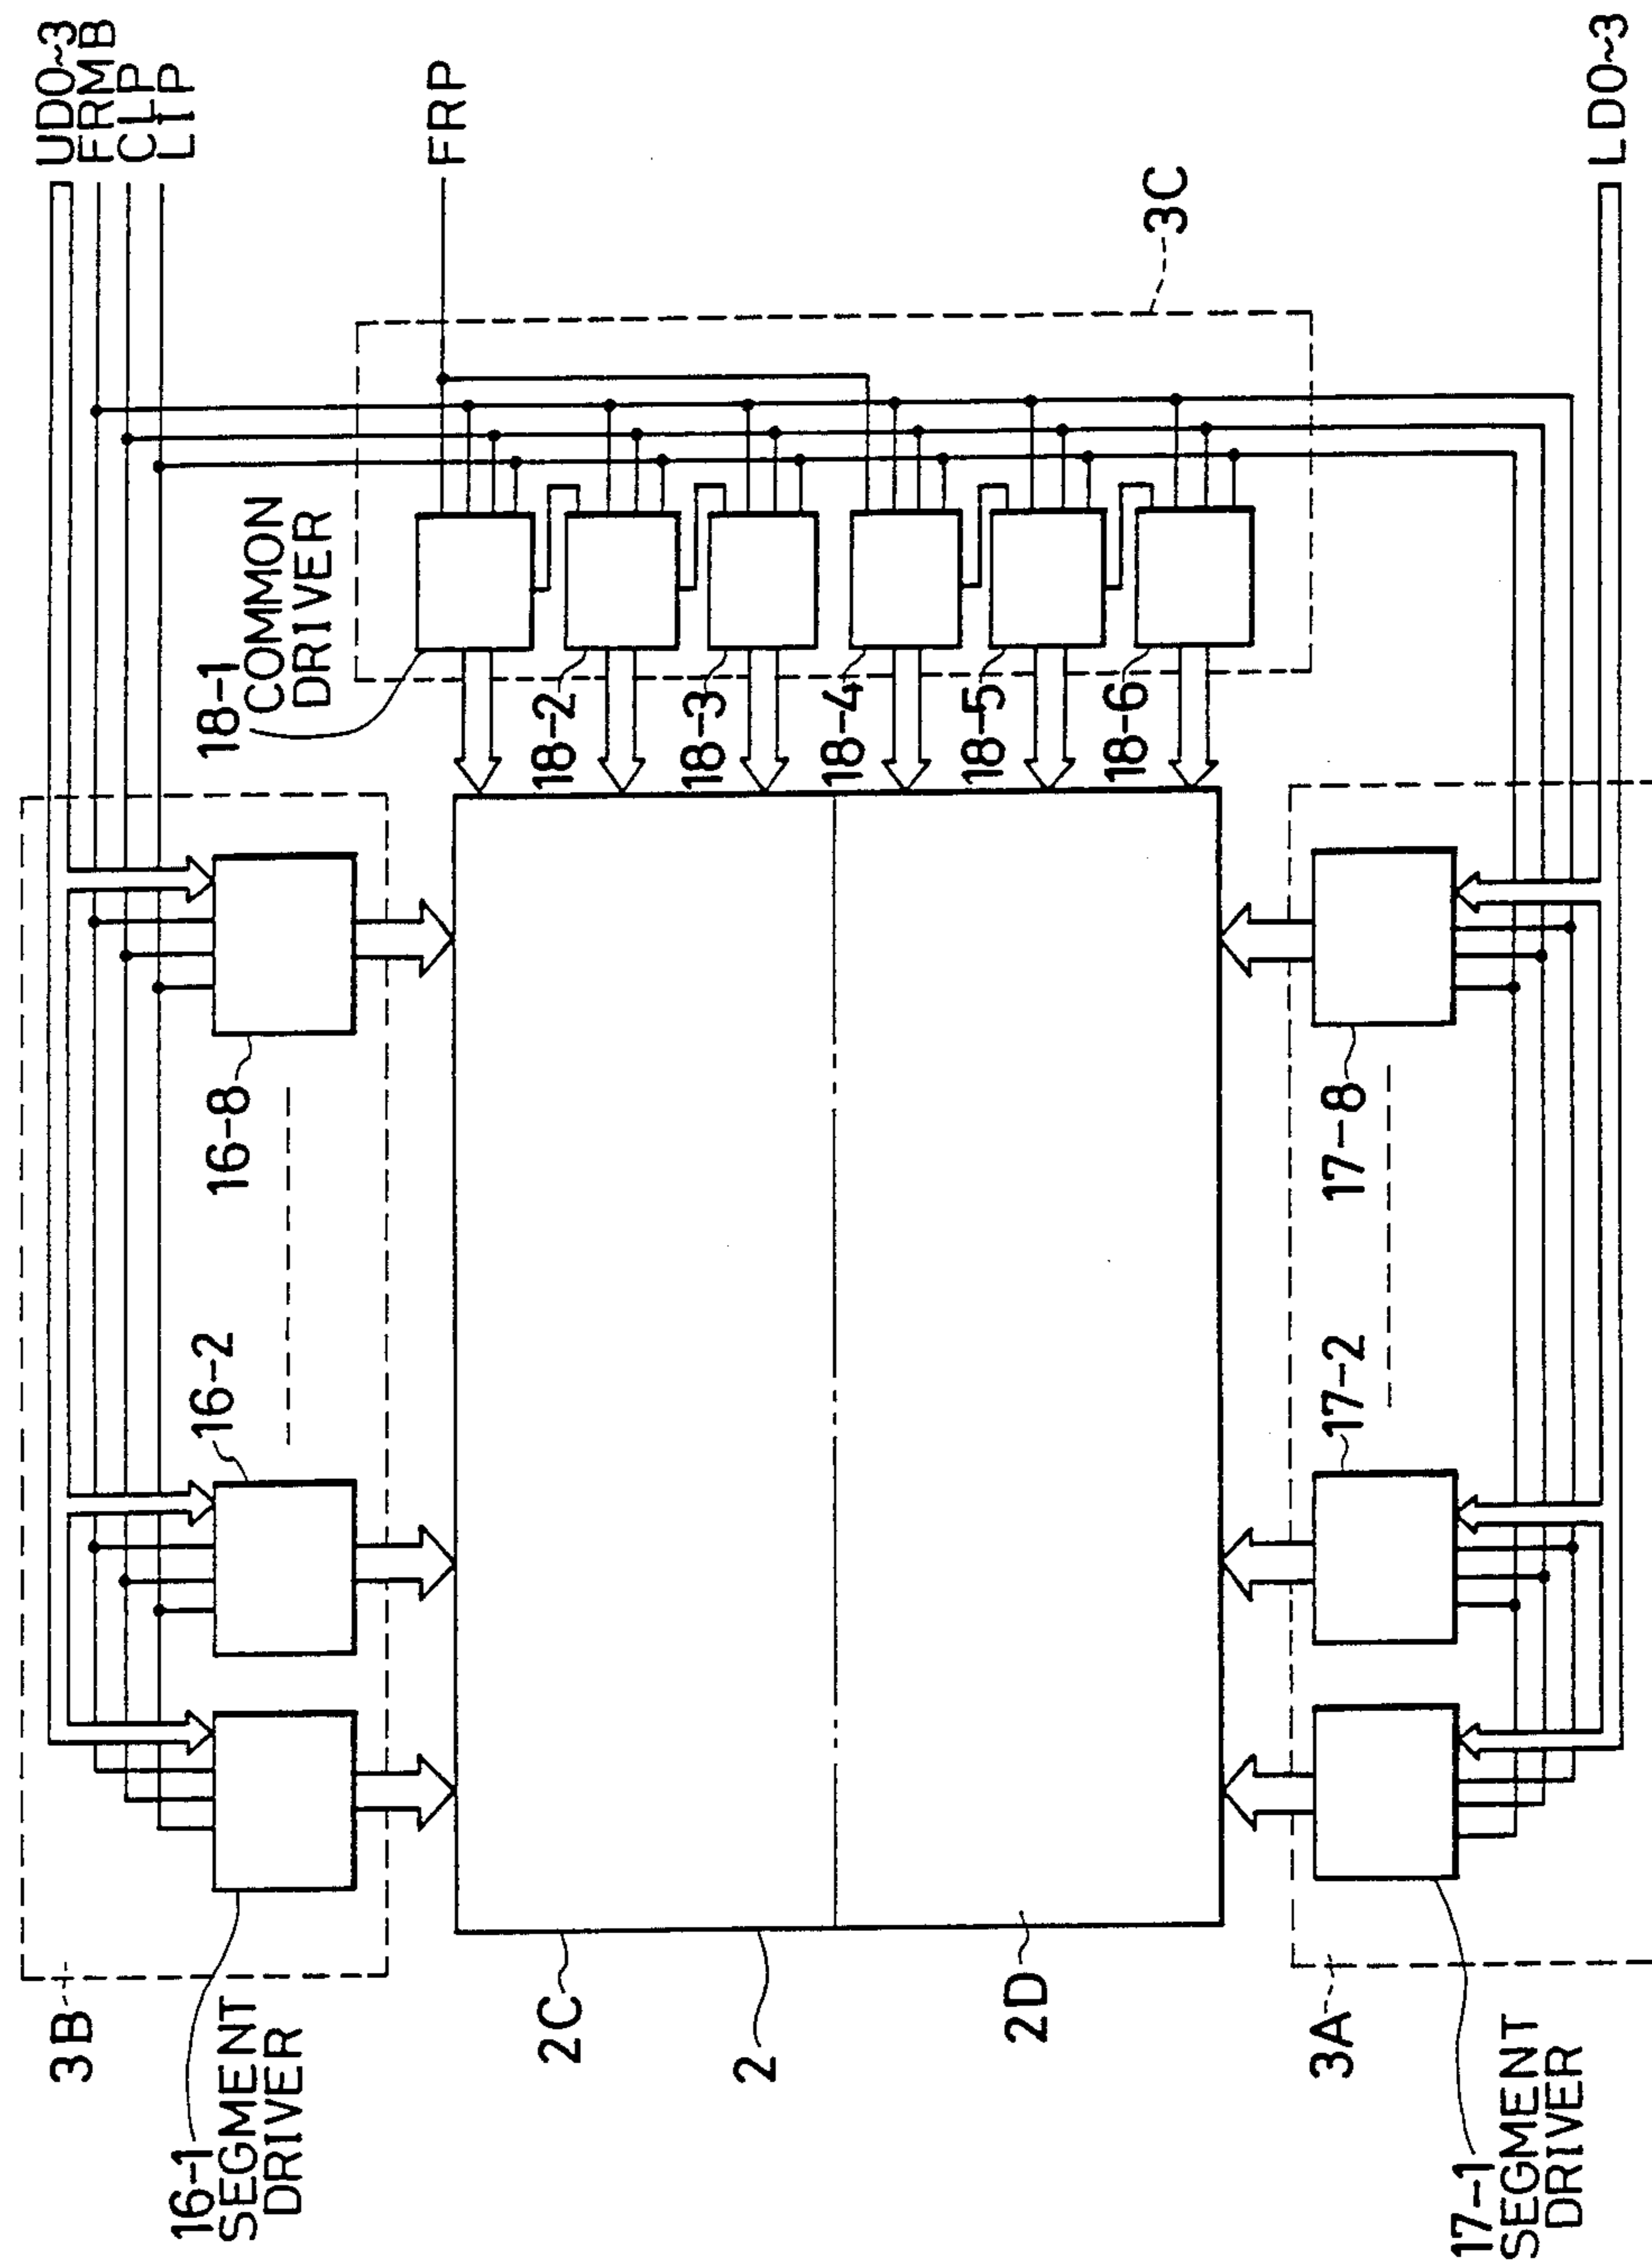 UD0~3
FRMB
CLP
LIP
3B
16-1
SEGMENT
DRIVER
16-2
16-8
18-1
COMMON
DRIVER
FRP
2C
18-2
18-3
2
18-4
18-5
2D
18-6
3C
3A
17-2
17-8
17-1
SEGMENT
DRIVER
LD0~3